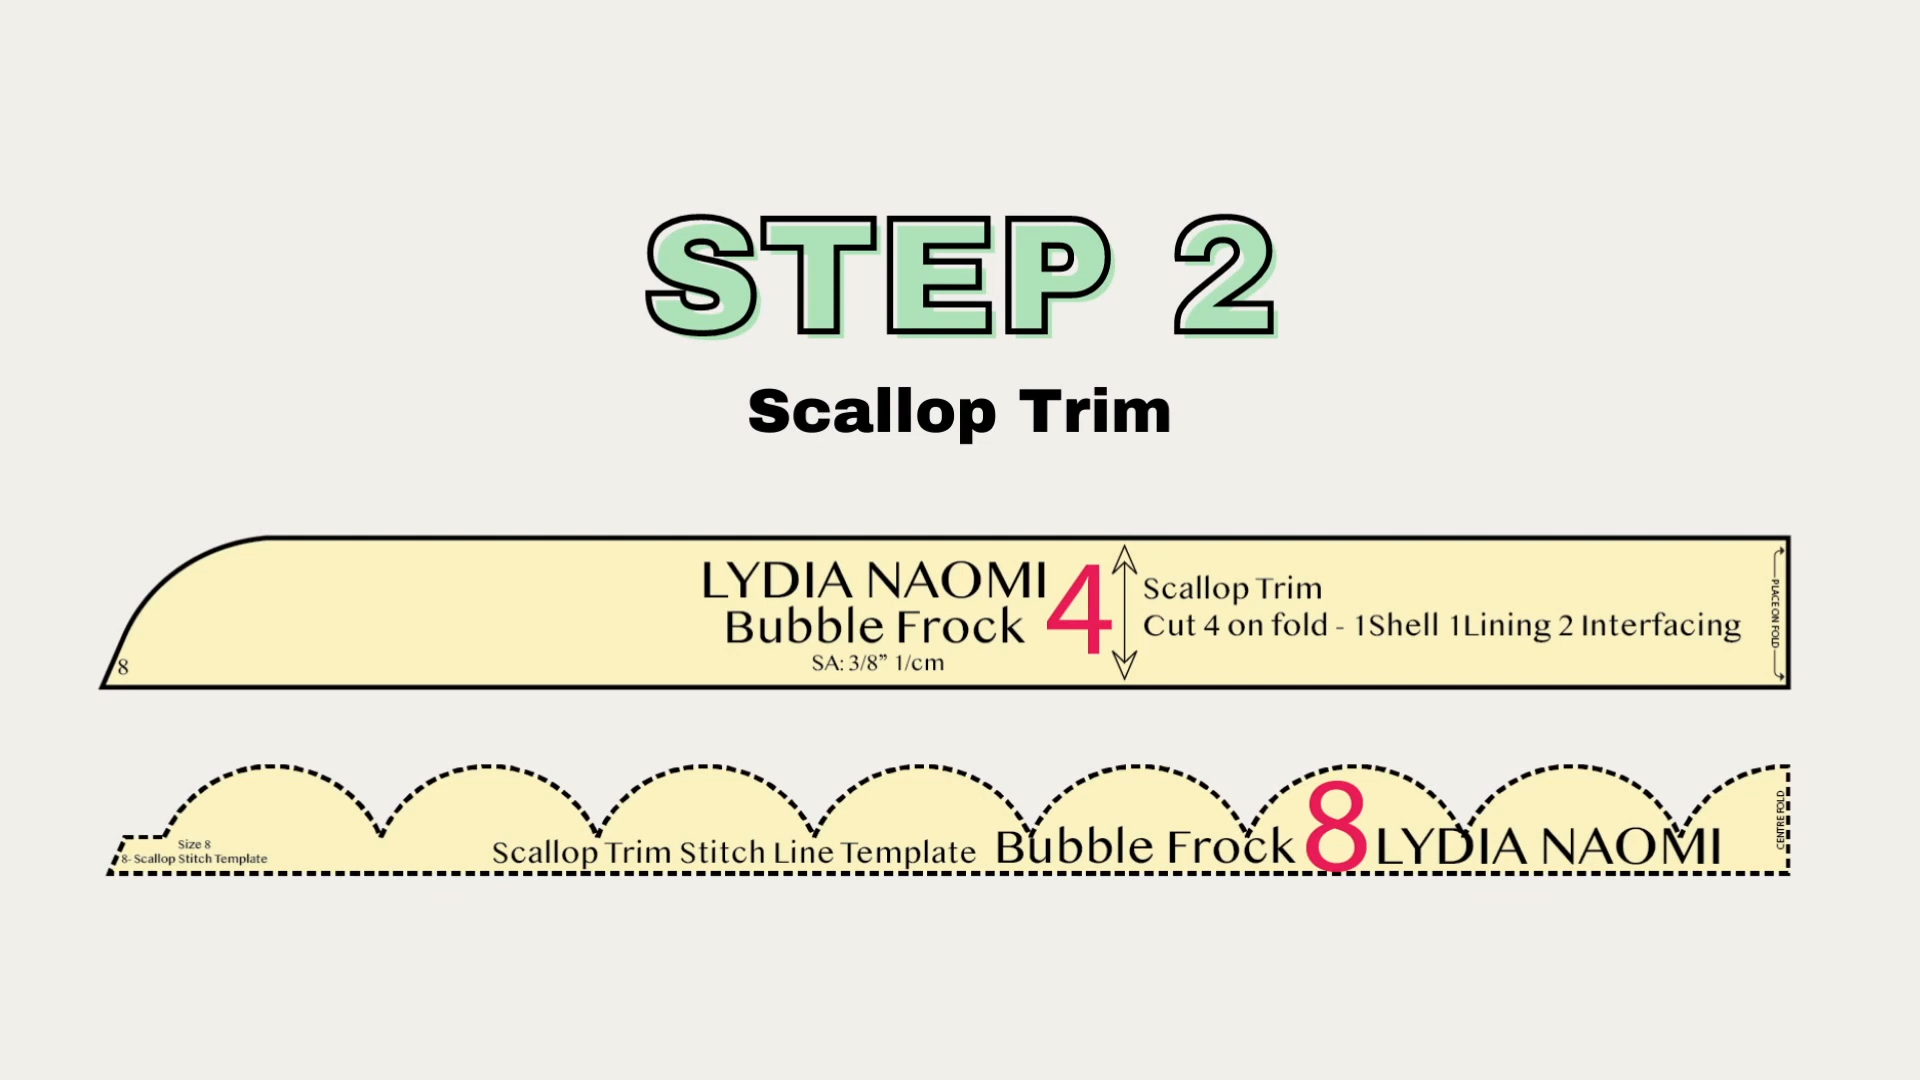 STEP 2
Scallop Trim
LYDIA NAOMI
Bubble Frock
SA: 3/8” 1/cm
4
Scallop Trim
Cut 4 on fold - 1Shell 1Lining 2 Interfacing
PLACE ON FOLD
8
Size 8
8- Scallop Stitch Template
Scallop Trim Stitch Line Template
Bubble Frock
8
LYDIA NAOMI
CENTRE FOLD